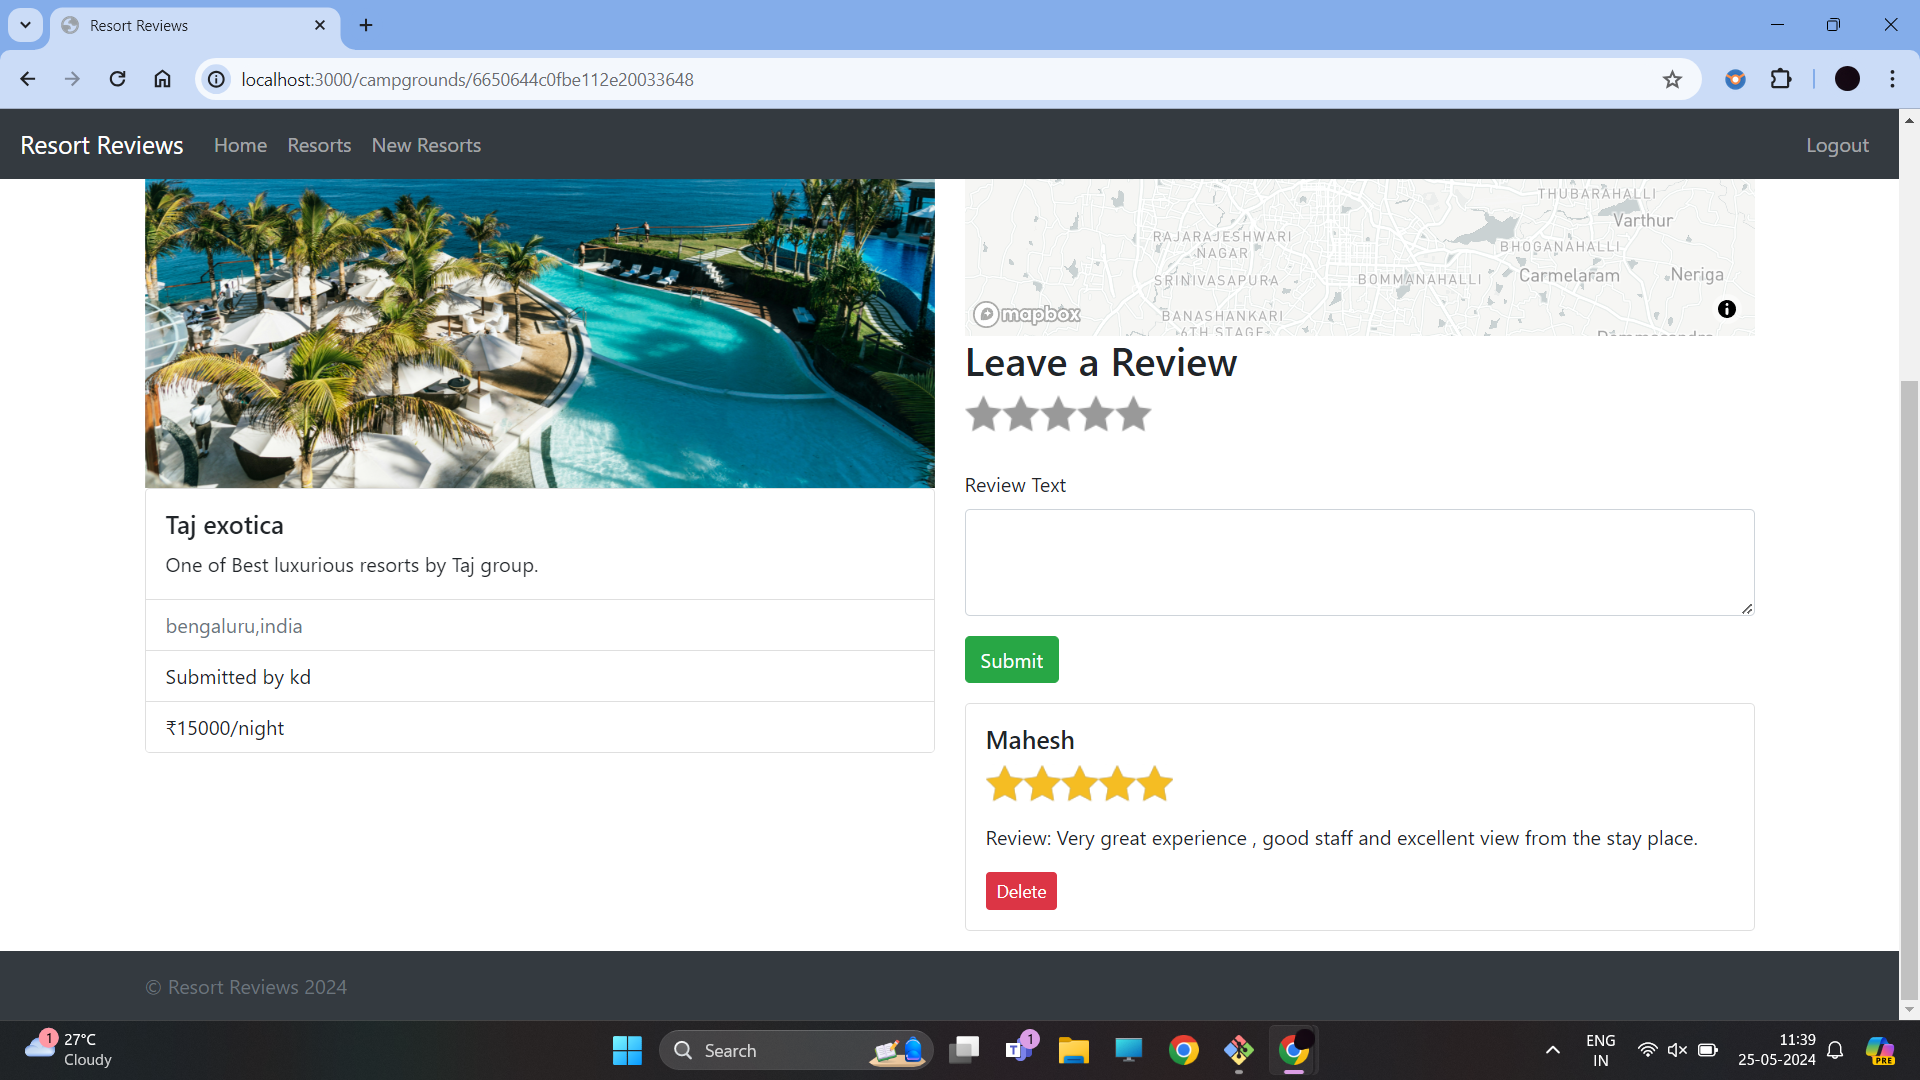 Resort Reviews
localhost:3000/campgrounds/6650644c0fbe112e20033648
Resort Reviews Home Resorts New Resorts Logout
THUBARAHALLI
Varthur
RAJARAJESHWARI
NAGAR
BHOGANAHALLI
SRINIVASAPURA
BOMMANAHALLI
Carmelaram
Neriga
BANASHANKARI
6TH STAGE
mapbox
Leave a Review
Review Text
Submit
Taj exotica
One of Best luxurious resorts by Taj group.
bengaluru,india
Submitted by kd
₹15000/night
Mahesh
Review: Very great experience , good staff and excellent view from the stay place.
Delete
© Resort Reviews 2024
1
27°C
Cloudy
Search
T
1
ENG
IN
11:39
25-05-2024
PRE